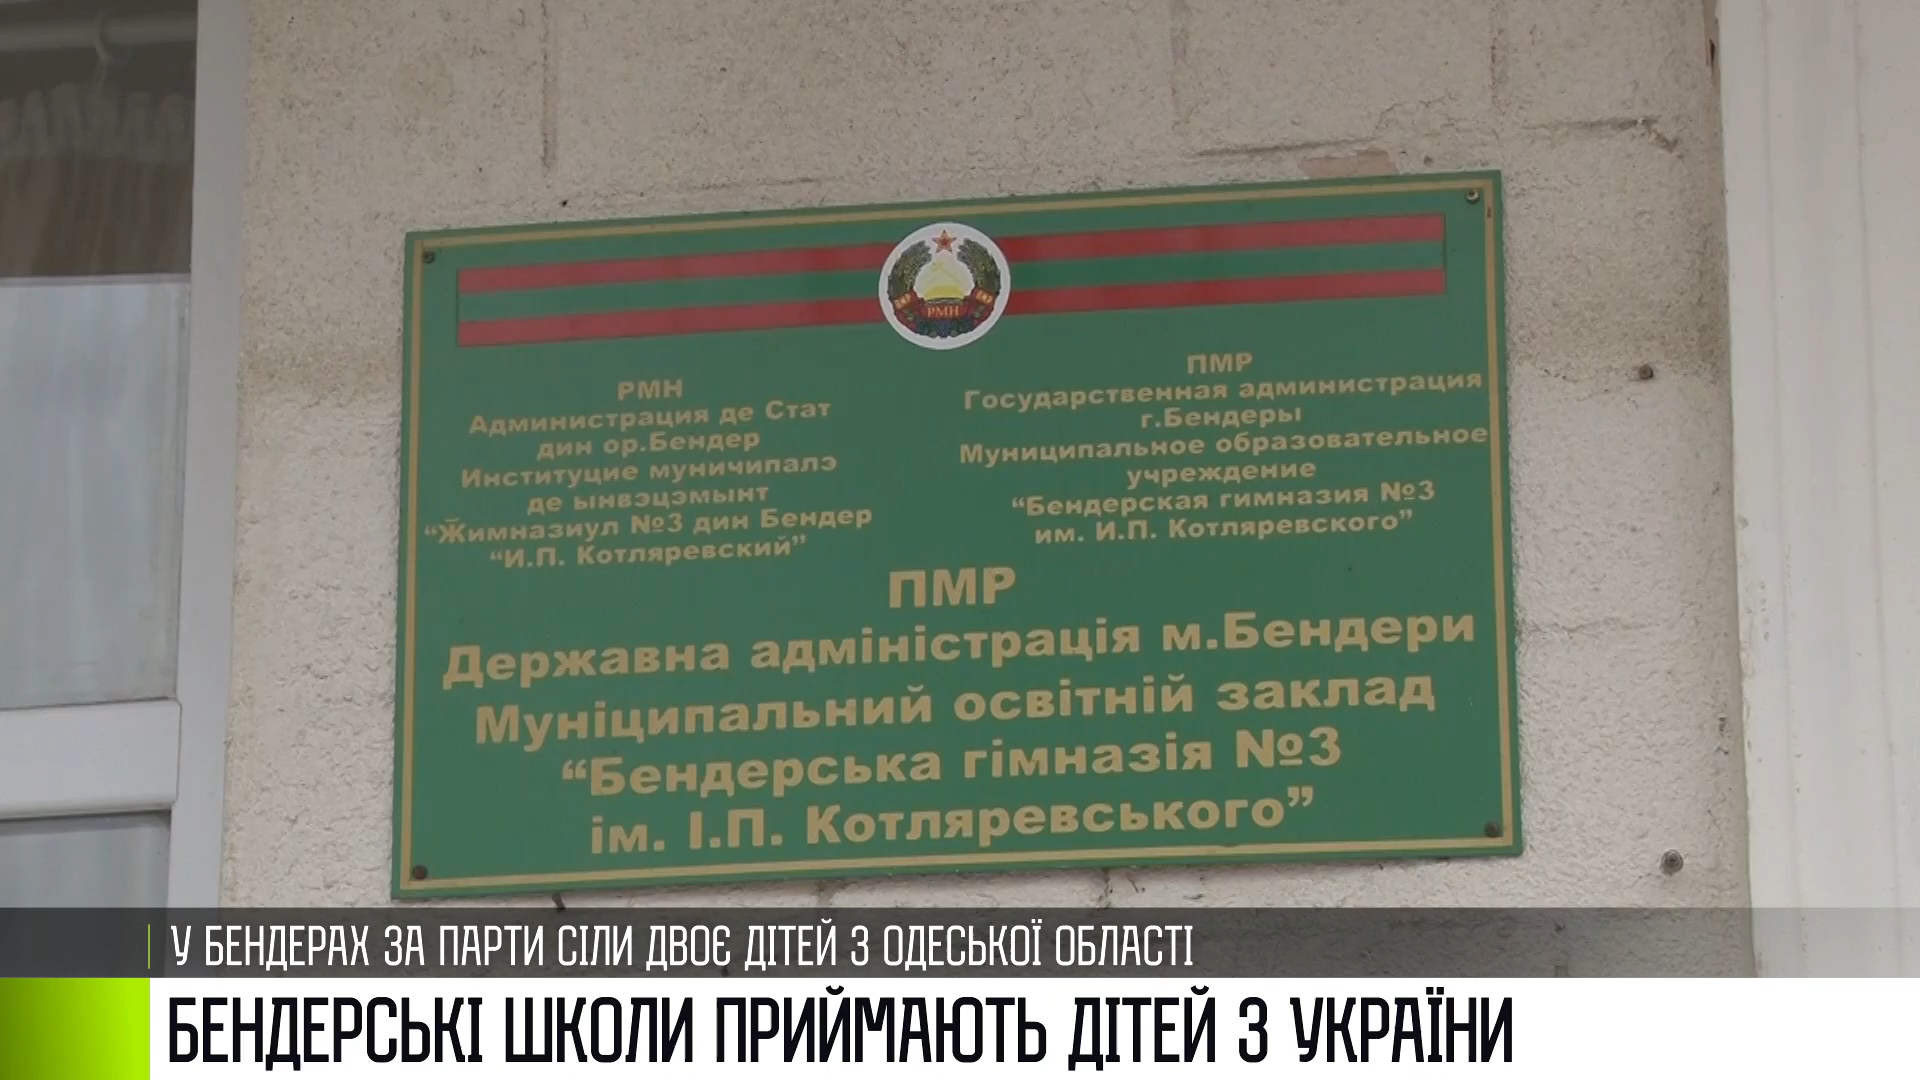 РМН
РМН
Администрация де Стат
дин ор.Бендер
Институцие муничипалэ
де ынвэцэмынт
“Ӂимназиул №3 дин Бендер
“И.П. Котляревский”
ПМР
Государственная администрация
г.Бендеры
Муниципальное образовательное
учреждение
“Бендерская гимназия №3
им. И.П. Котляревского”
ПМР
Державна адміністрація м.Бендери
Муніципальний освітній заклад
“Бендерська гімназія №3
ім. І.П. Котляревського”
У БЕНДЕРАХ ЗА ПАРТИ СІЛИ ДВОЄ ДІТЕЙ З ОДЕСЬКОЇ ОБЛАСТІ
БЕНДЕРСЬКІ ШКОЛИ ПРИЙМАЮТЬ ДІТЕЙ З УКРАЇНИ